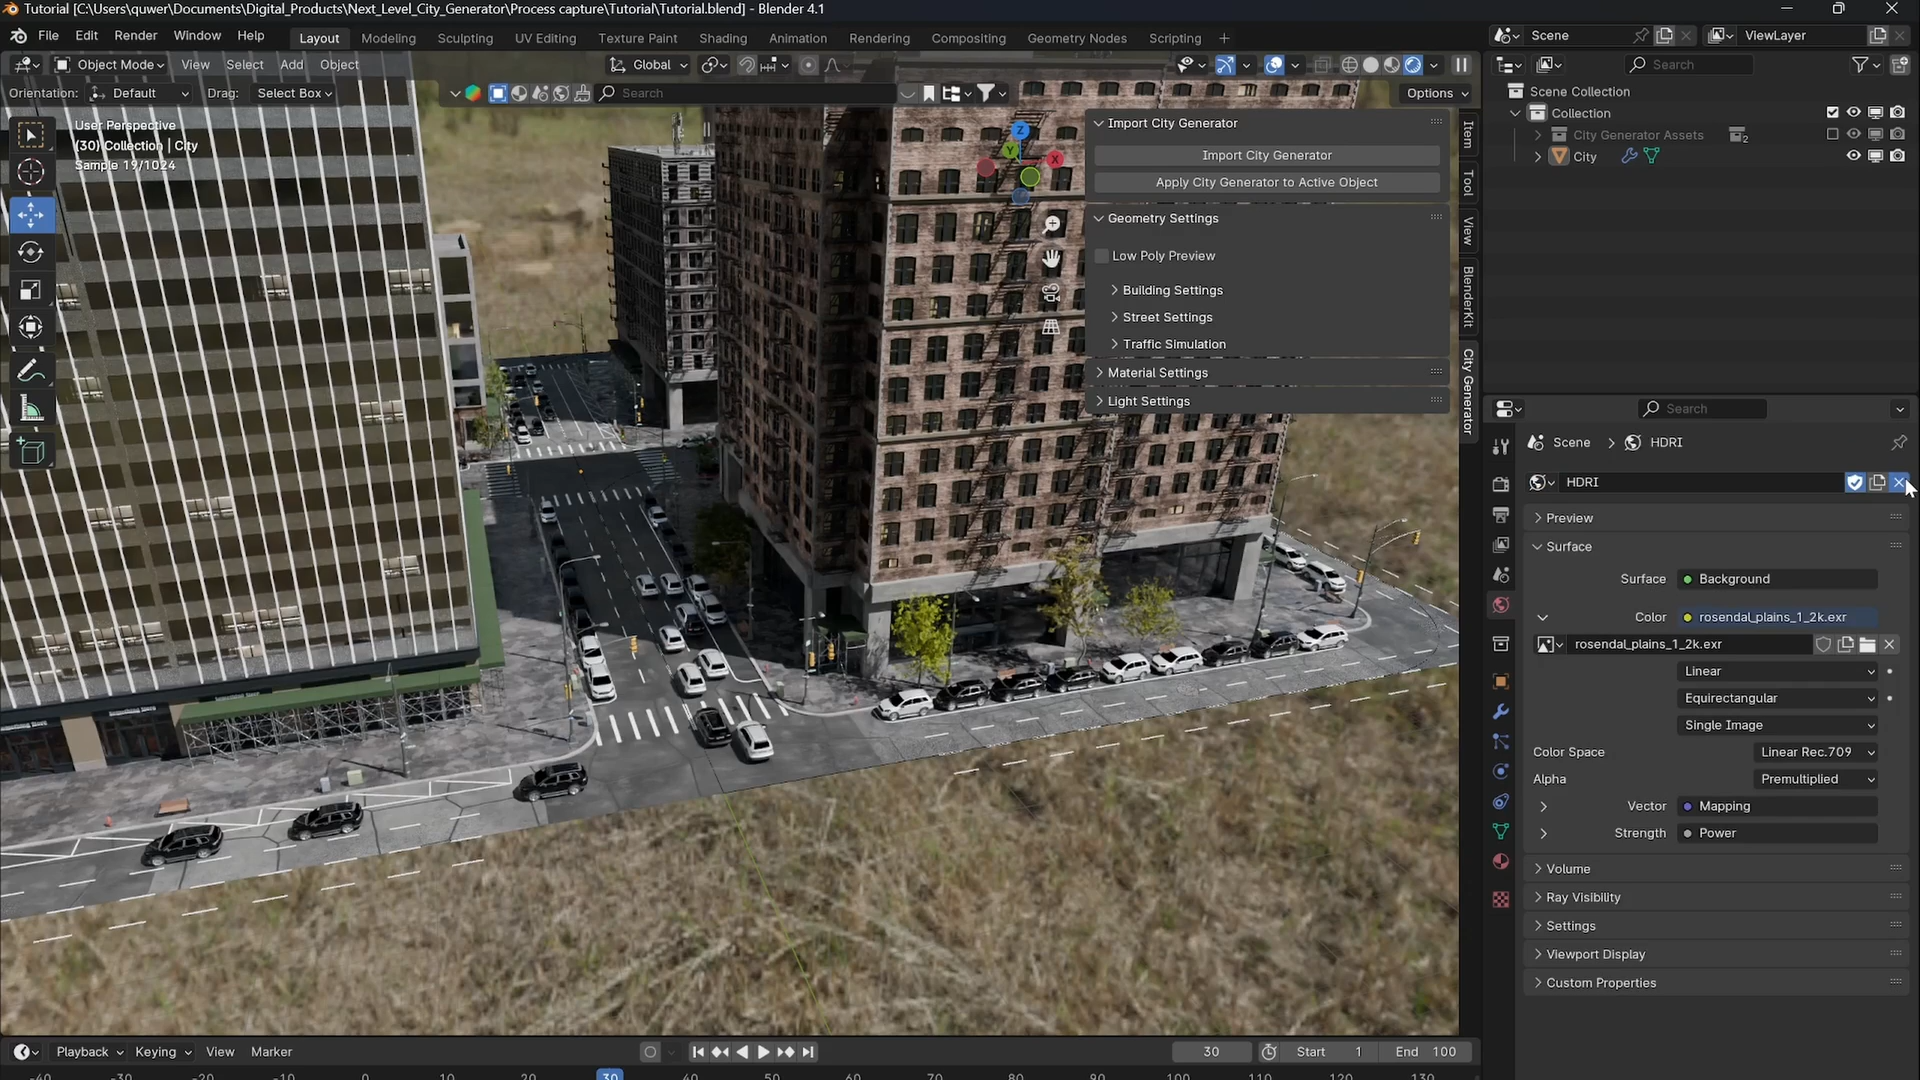 Tutorial [C:\Users\quwer\Documents\Digital_Products\Next_Level_City_Generator\Process capture\Tutorial\Tutorial.blend] - Blender 4.1
File Edit Render Window Help Layout Modeling Sculpting UV Editing Texture Paint Shading Animation Rendering Compositing Geometry Nodes Scripting + Scene ViewLayer
Object Mode View Select Add Object Global Search
Orientation: Default Drag: Select Box Search Options
Scene Collection
Collection
City Generator Assets 2
City
User Perspective
(30) Collection | City
Sample 19/1024
Z
Y
X
Import City Generator
Import City Generator
Apply City Generator to Active Object
Geometry Settings
Low Poly Preview
Building Settings
Street Settings
Traffic Simulation
Material Settings
Light Settings
Item
Tool
View
BlenderKit
City Generator
Search
Scene > HDRI
HDRI
Preview
Surface
Surface Background
Color rosendal_plains_1_2k.exr
rosendal_plains_1_2k.exr
Linear
Equirectangular
Single Image
Color Space Linear Rec.709
Alpha Premultiplied
Vector Mapping
Strength Power
Volume
Ray Visibility
Settings
Viewport Display
Custom Properties
Playback Keying View Marker 30 Start 1 End 100
-40 -30 -20 -10 0 10 20 30 40 50 60 70 80 90 100 110 120 130